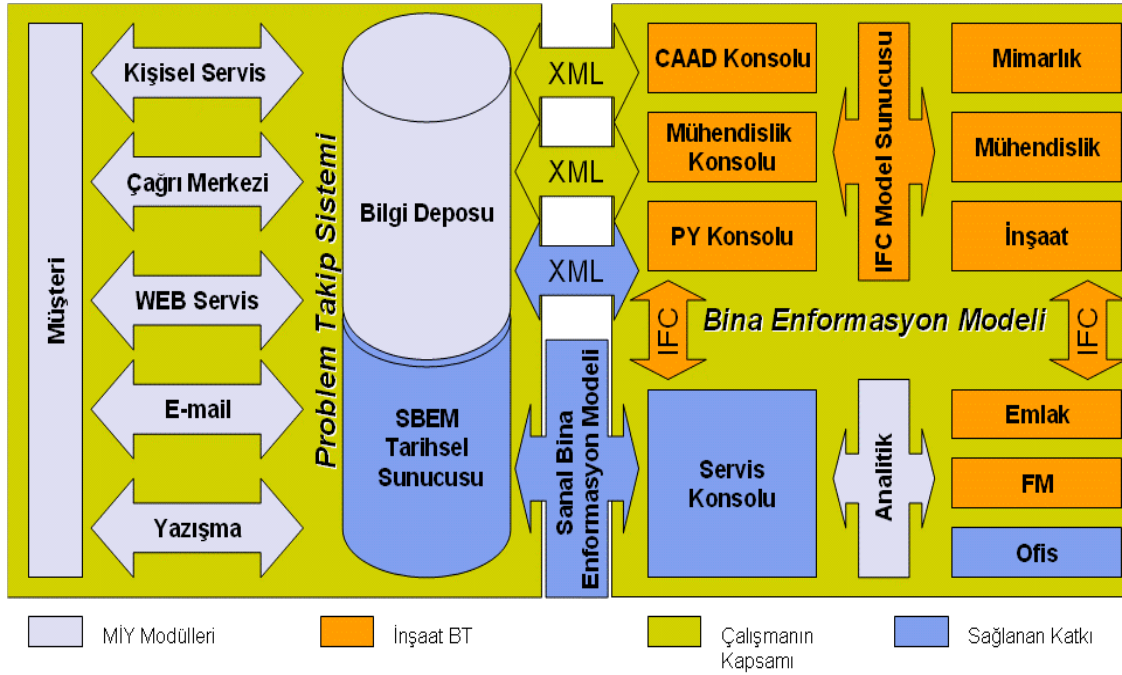 Müşteri
Kişisel Servis
Çağrı Merkezi
WEB Servis
E-mail
Yazışma
Problem Takip Sistemi
Bilgi Deposu
SBEM
Tarihsel
Sunucusu
XML
XML
XML
Sanal Bina
Enformasyon Modeli
CAAD Konsolu
Mühendislik
Konsolu
PY Konsolu
IFC Model Sunucusu
Mimarlık
Mühendislik
İnşaat
IFC
Bina Enformasyon Modeli
IFC
Servis
Konsolu
Analitik
Emlak
FM
Ofis
MİY Modülleri
İnşaat BT
Çalışmanın
Kapsamı
Sağlanan Katkı